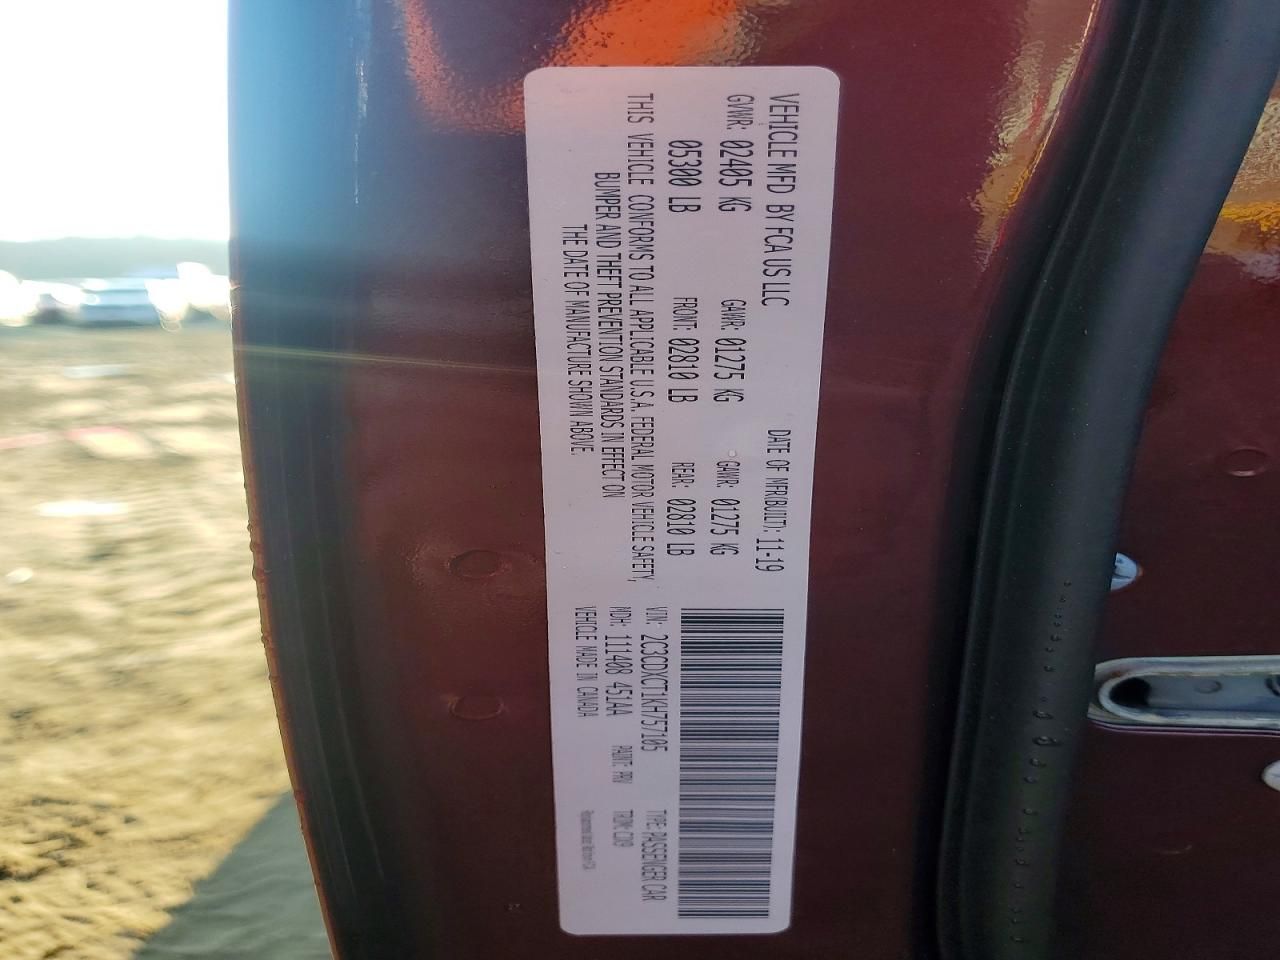 VEHICLE MFD BY FCA US LLC DATE OF MFR(BUILT): 11-19
GVWR: 02405 KG GAWR: 01275 KG GAWR: 01275 KG
05300 LB FRONT: 02810 LB REAR: 02810 LB
THIS VEHICLE CONFORMS TO ALL APPLICABLE U.S.A. FEDERAL MOTOR VEHICLE SAFETY,
BUMPER AND THEFT PREVENTION STANDARDS IN EFFECT ON
THE DATE OF MANUFACTURE SHOWN ABOVE.
VIN: 2C3CDXCT1KH757105 TYPE: PASSENGER CAR
MDH: 111408 451AA PAINT: PRV TRIM: CJX9
VEHICLE MADE IN CANADA